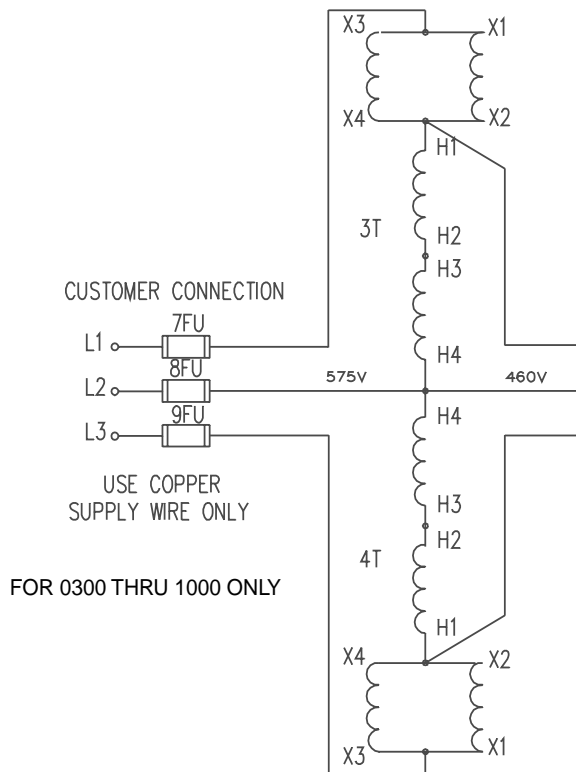 X3 X1
X4 X2
H1
3T
H2
H3
H4
CUSTOMER CONNECTION
7FU
L1
8FU
L2
9FU
L3
575V 460V
USE COPPER
SUPPLY WIRE ONLY
FOR 0300 THRU 1000 ONLY
H4
H3
H2
4T
H1
X4 X2
X3 X1